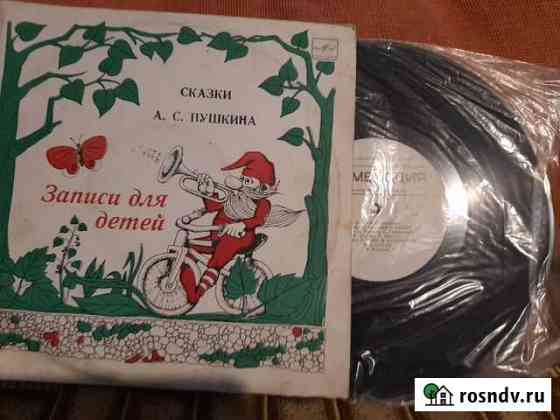 СКАЗКИ
А. С. ПУШКИНА
Записи для
детей
МЕЛОДИЯ
rosndv.ru